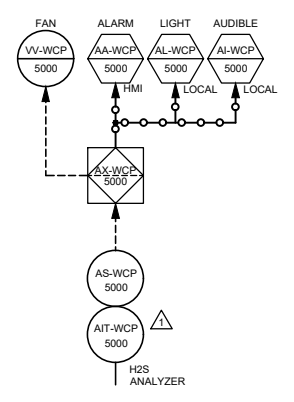 FAN
ALARM
LIGHT
AUDIBLE
VV-WCP
5000
AA-WCP
5000
AL-WCP
5000
AI-WCP
5000
HMI
LOCAL
LOCAL
AX-WCP
5000
AS-WCP
5000
AIT-WCP
5000
1
H2S
ANALYZER